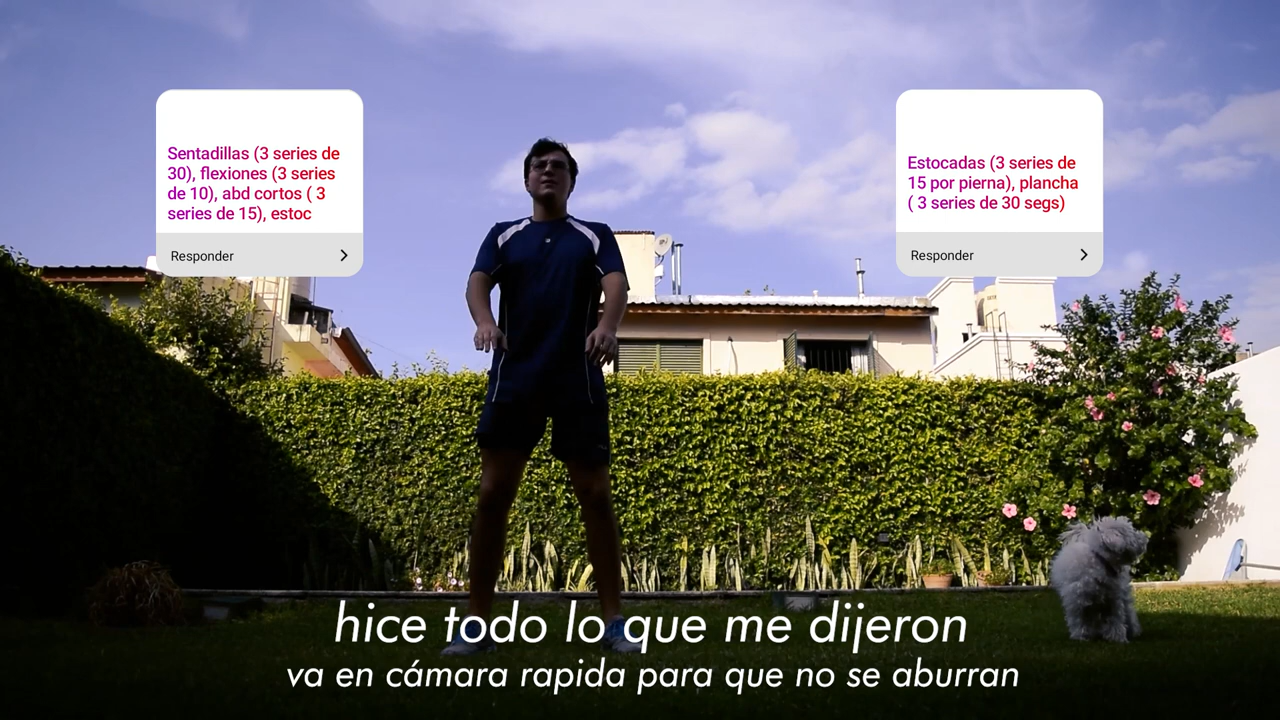 Sentadillas (3 series de
30), flexiones (3 series
de 10), abd cortos ( 3
series de 15), estoc
Responder
Estocadas (3 series de
15 por pierna), plancha
( 3 series de 30 segs)
Responder
hice todo lo que me dijeron
va en cámara rapida para que no se aburran